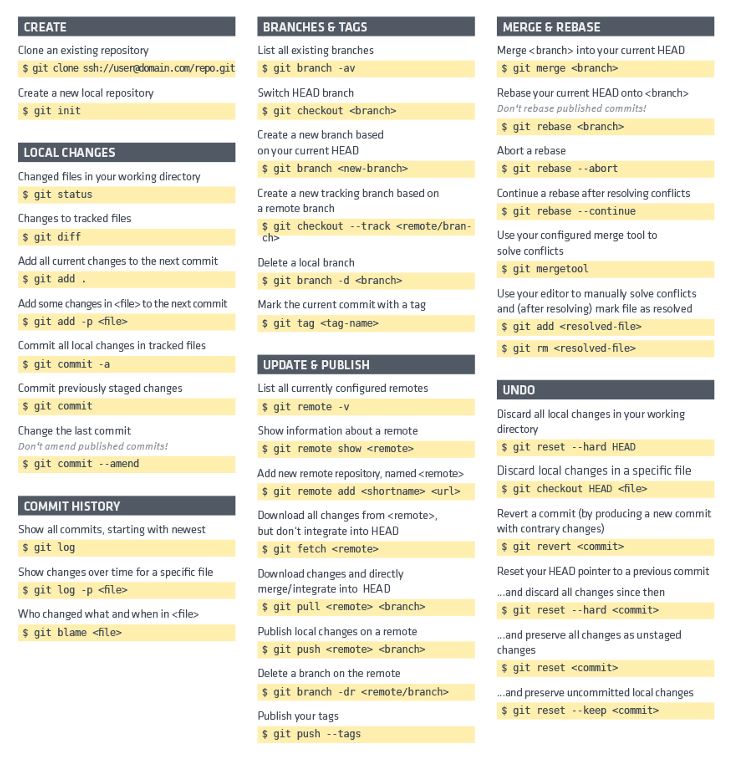 CREATE
Clone an existing repository
$ git clone ssh://user@domain.com/repo.git
Create a new local repository
$ git init
LOCAL CHANGES
Changed files in your working directory
$ git status
Changes to tracked files
$ git diff
Add all current changes to the next commit
$ git add .
Add some changes in <file> to the next commit
$ git add -p <file>
Commit all local changes in tracked files
$ git commit -a
Commit previously staged changes
$ git commit
Change the last commit
Don't amend published commits!
$ git commit --amend
COMMIT HISTORY
Show all commits, starting with newest
$ git log
Show changes over time for a specific file
$ git log -p <file>
Who changed what and when in <file>
$ git blame <file>
BRANCHES & TAGS
List all existing branches
$ git branch -av
Switch HEAD branch
$ git checkout <branch>
Create a new branch based
on your current HEAD
$ git branch <new-branch>
Create a new tracking branch based on
a remote branch
$ git checkout --track <remote/bran-
ch>
Delete a local branch
$ git branch -d <branch>
Mark the current commit with a tag
$ git tag <tag-name>
UPDATE & PUBLISH
List all currently configured remotes
$ git remote -v
Show information about a remote
$ git remote show <remote>
Add new remote repository, named <remote>
$ git remote add <shortname> <url>
Download all changes from <remote>,
but don't integrate into HEAD
$ git fetch <remote>
Download changes and directly
merge/integrate into HEAD
$ git pull <remote> <branch>
Publish local changes on a remote
$ git push <remote> <branch>
Delete a branch on the remote
$ git branch -dr <remote/branch>
Publish your tags
$ git push --tags
MERGE & REBASE
Merge <branch> into your current HEAD
$ git merge <branch>
Rebase your current HEAD onto <branch>
Don't rebase published commits!
$ git rebase <branch>
Abort a rebase
$ git rebase --abort
Continue a rebase after resolving conflicts
$ git rebase --continue
Use your configured merge tool to
solve conflicts
$ git mergetool
Use your editor to manually solve conflicts
and (after resolving) mark file as resolved
$ git add <resolved-file>
$ git rm <resolved-file>
UNDO
Discard all local changes in your working
directory
$ git reset --hard HEAD
Discard local changes in a specific file
$ git checkout HEAD <file>
Revert a commit (by producing a new commit
with contrary changes)
$ git revert <commit>
Reset your HEAD pointer to a previous commit
...and discard all changes since then
$ git reset --hard <commit>
...and preserve all changes as unstaged
changes
$ git reset <commit>
...and preserve uncommitted local changes
$ git reset --keep <commit>